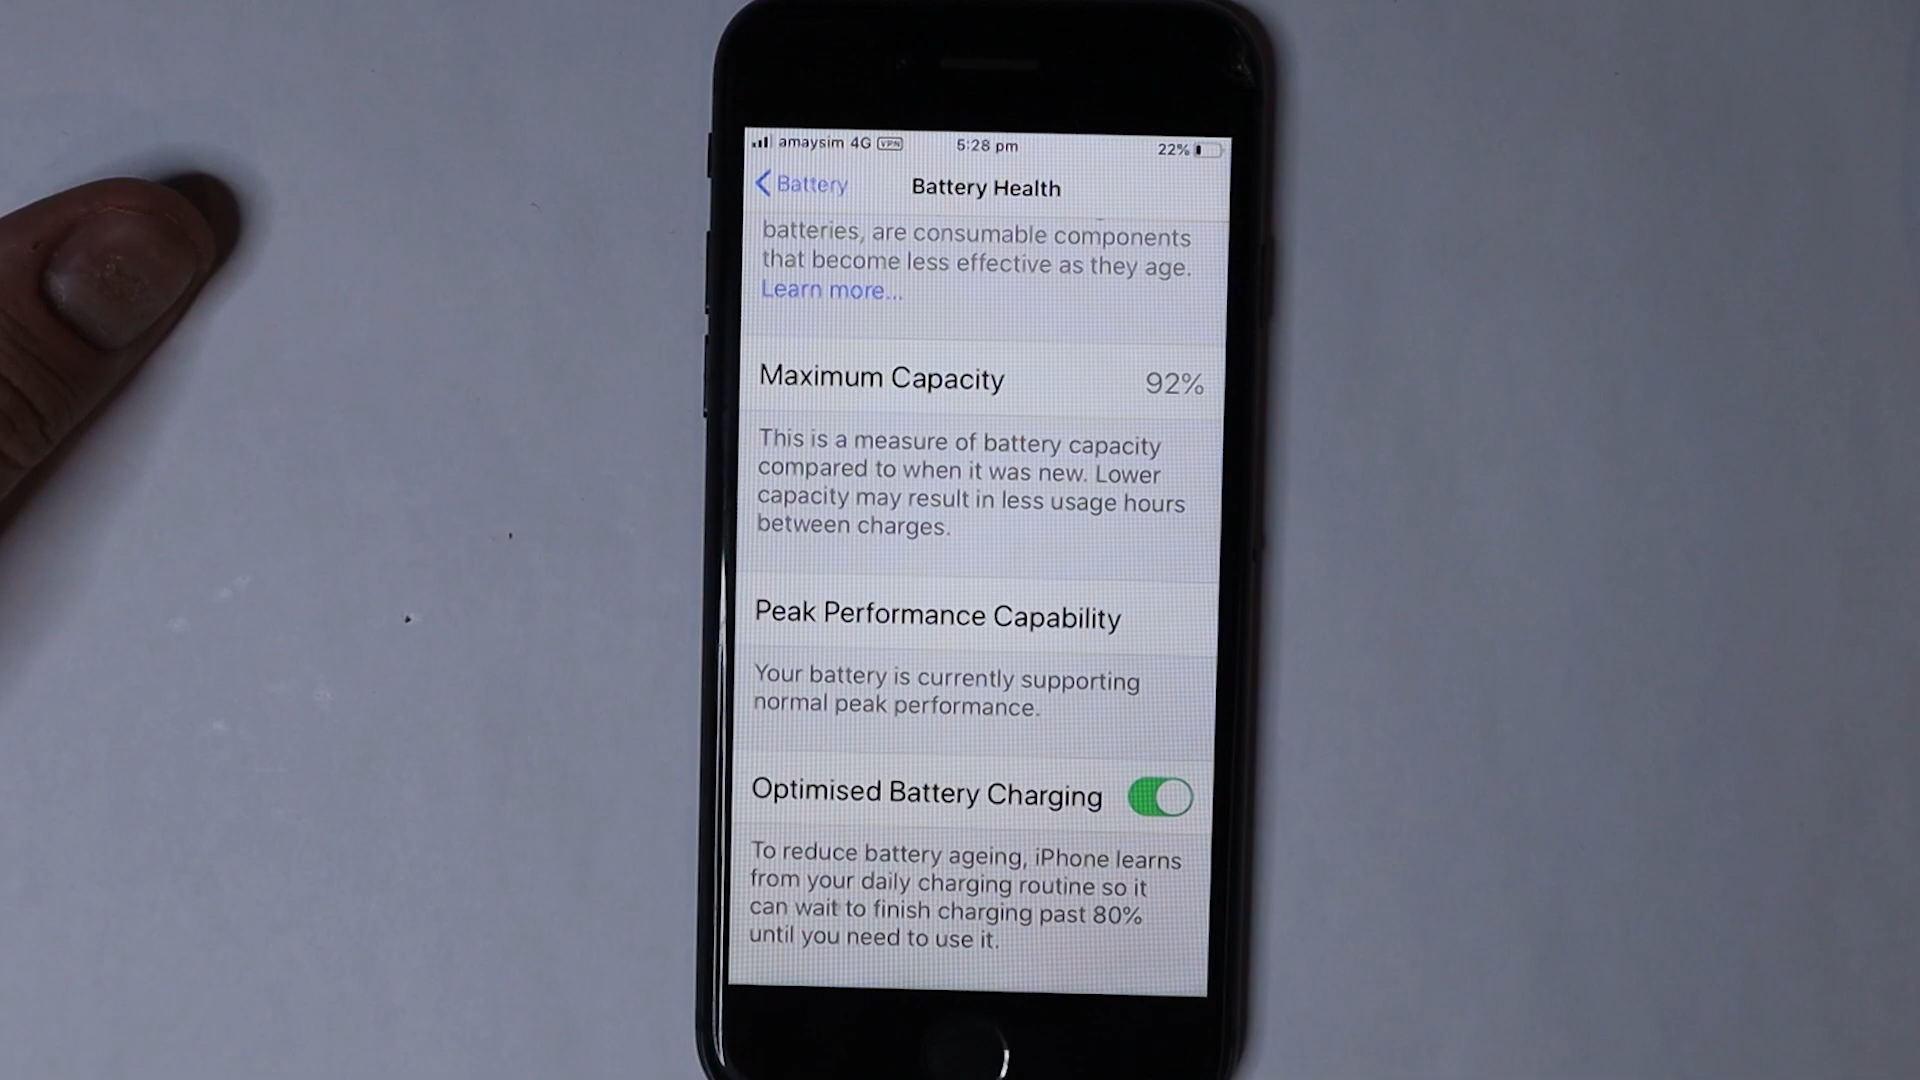 amaysim 4G VPN 5:28 pm 22%
Battery Battery Health
batteries, are consumable components
that become less effective as they age.
Learn more...
Maximum Capacity 92%
This is a measure of battery capacity
compared to when it was new. Lower
capacity may result in less usage hours
between charges.
Peak Performance Capability
Your battery is currently supporting
normal peak performance.
Optimised Battery Charging
To reduce battery ageing, iPhone learns
from your daily charging routine so it
can wait to finish charging past 80%
until you need to use it.